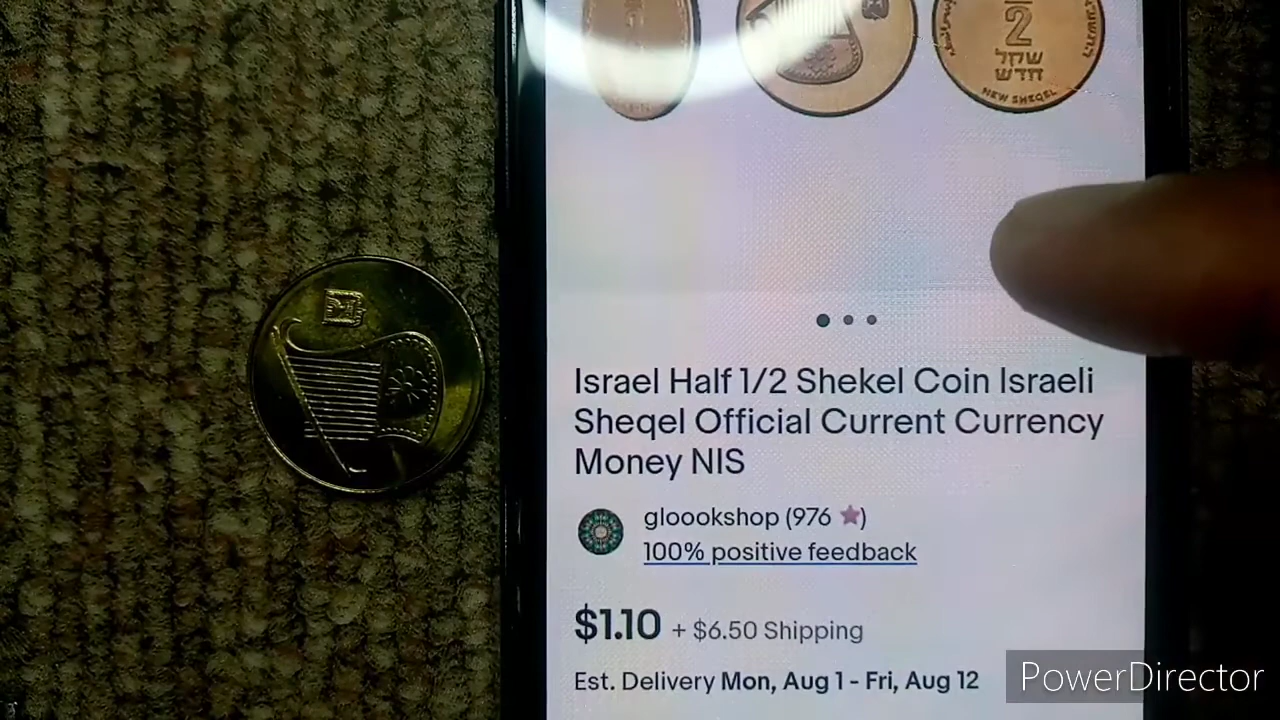 2
שקל
חדש
NEW SHEQEL
Israel Half 1/2 Shekel Coin Israeli
Sheqel Official Current Currency
Money NIS
gloookshop (976 ★)
100% positive feedback
$1.10 + $6.50 Shipping
Est. Delivery Mon, Aug 1 - Fri, Aug 12
PowerDirector